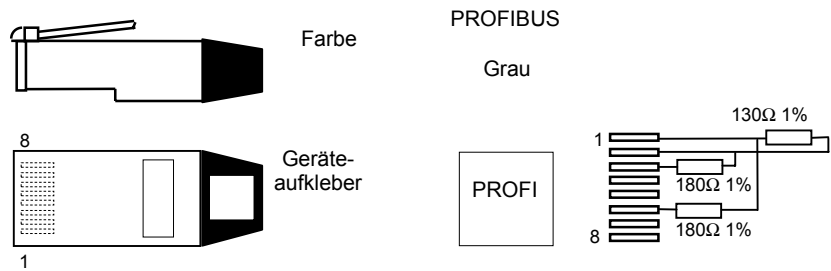 PROFIBUS
Farbe
Grau
130Ω 1%
8
1
Geräte-
aufkleber
PROFI
180Ω 1%
180Ω 1%
8
1